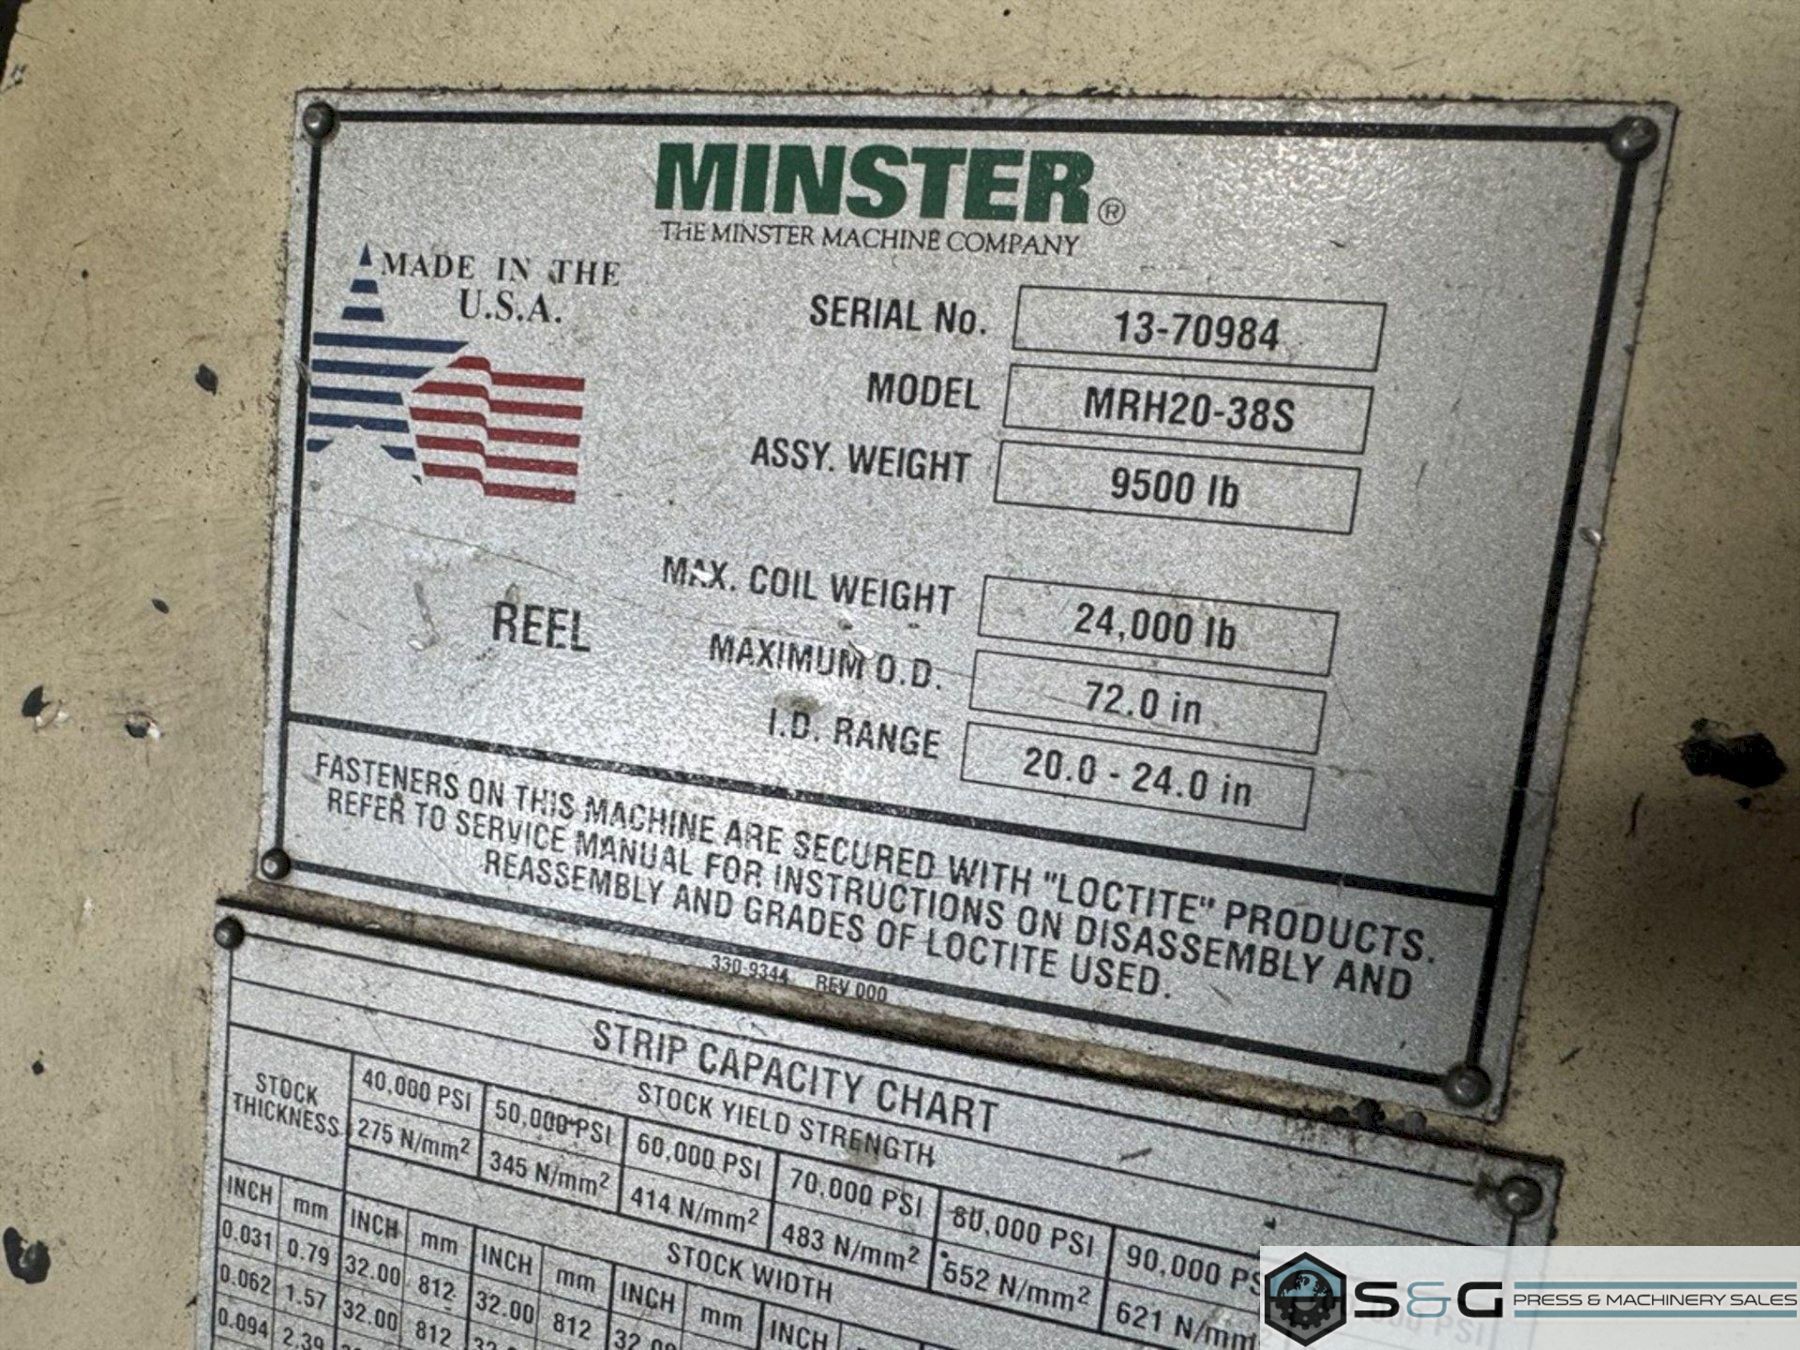 MINSTER®
THE MINSTER MACHINE COMPANY
MADE IN THE
U.S.A.
SERIAL No. 13-70984
MODEL MRH20-38S
ASSY. WEIGHT 9500 lb
REEL
MAX. COIL WEIGHT 24,000 lb
MAXIMUM O.D. 72.0 in
I.D. RANGE 20.0 - 24.0 in
FASTENERS ON THIS MACHINE ARE SECURED WITH "LOCTITE" PRODUCTS.
REFER TO SERVICE MANUAL FOR INSTRUCTIONS ON DISASSEMBLY AND
REASSEMBLY AND GRADES OF LOCTITE USED.
330-9344 REV 000
STRIP CAPACITY CHART
STOCK YIELD STRENGTH
STOCK
THICKNESS
40,000 PSI 50,000 PSI 60,000 PSI 70,000 PSI 80,000 PSI 90,000 PS
275 N/mm² 345 N/mm² 414 N/mm² 483 N/mm² 552 N/mm² 621 N/mm
STOCK WIDTH
INCH mm INCH mm INCH mm INCH mm INCH
0.031 0.79 32.00 812 32.00 812
0.062 1.57 32.00 812
0.094 2.39
S&G PRESS & MACHINERY SALES